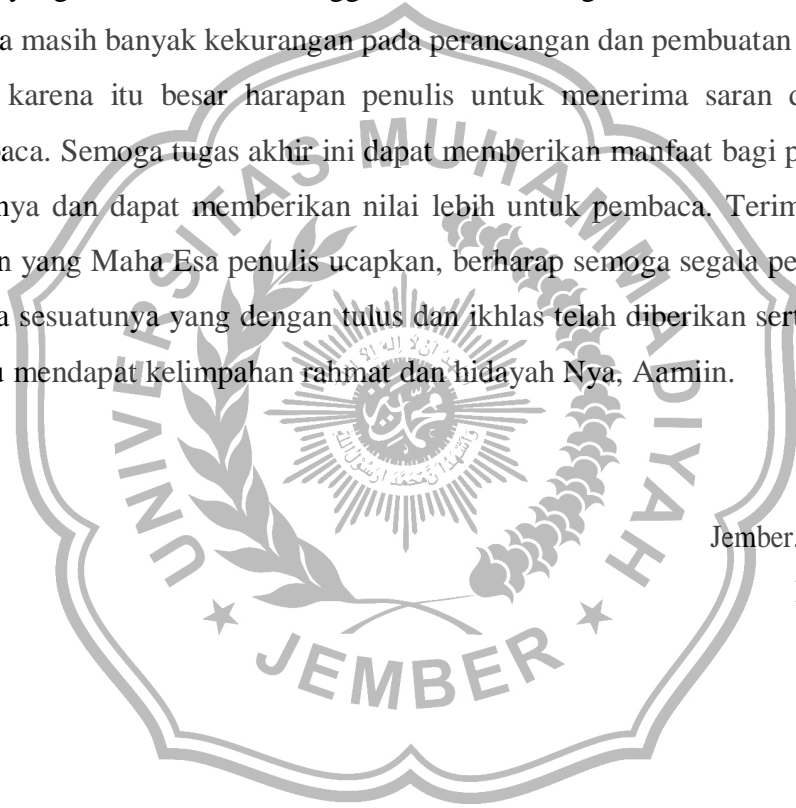 a masih banyak kekurangan pada perancangan dan pembuatan
karena itu besar harapan penulis untuk menerima saran
baca. Semoga tugas akhir ini dapat memberikan manfaat bagi p
nya dan dapat memberikan nilai lebih untuk pembaca. Terim
n yang Maha Esa penulis ucapkan, berharap semoga segala pe
a sesuatunya yang dengan tulus dan ikhlas telah diberikan sert
u mendapat kelimpahan rahmat dan hidayah Nya, Aamiin.
Jember,
UNIVERSITAS MUHAMMADIYAH
JEMBER
محمدية